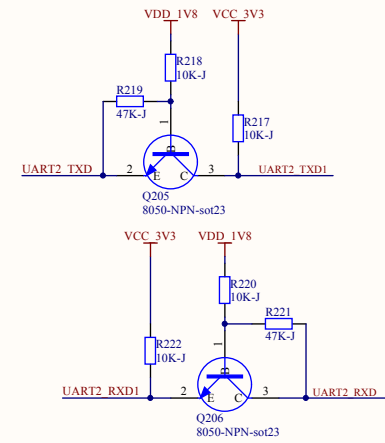 VDD_1V8 VCC_3V3
R218
10K-J
R219
47K-J
R217
10K-J
1
B
UART2_TXD 2 E C 3 UART2_TXD1
Q205
8050-NPN-sot23
VCC_3V3 VDD_1V8
R220
10K-J
R221
47K-J
R222
10K-J
1
B
UART2_RXD1 2 E C 3 UART2_RXD
Q206
8050-NPN-sot23